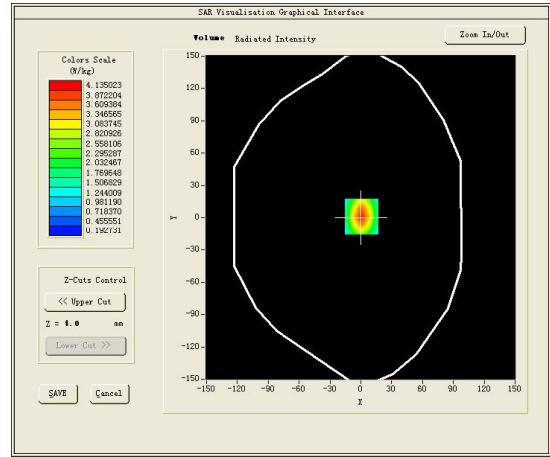 SAR Visualisation Graphical Interface
Volume Radiated Intensity
Zoom In/Out
Colors Scale
(W/kg)
4.135023
3.872204
3.609384
3.346565
3.083745
2.820926
2.558106
2.295287
2.032467
1.769648
1.506829
1.244009
0.981190
0.718370
0.455551
0.192731
150
120
90
60
30
0
-30
-60
-90
-120
-150
Y
-150 -120 -90 -60 -30 0 30 60 90 120 150
X
Z-Cuts Control
<< Upper Cut
Z = 4.0 mm
Lower Cut >>
SAVE Cancel